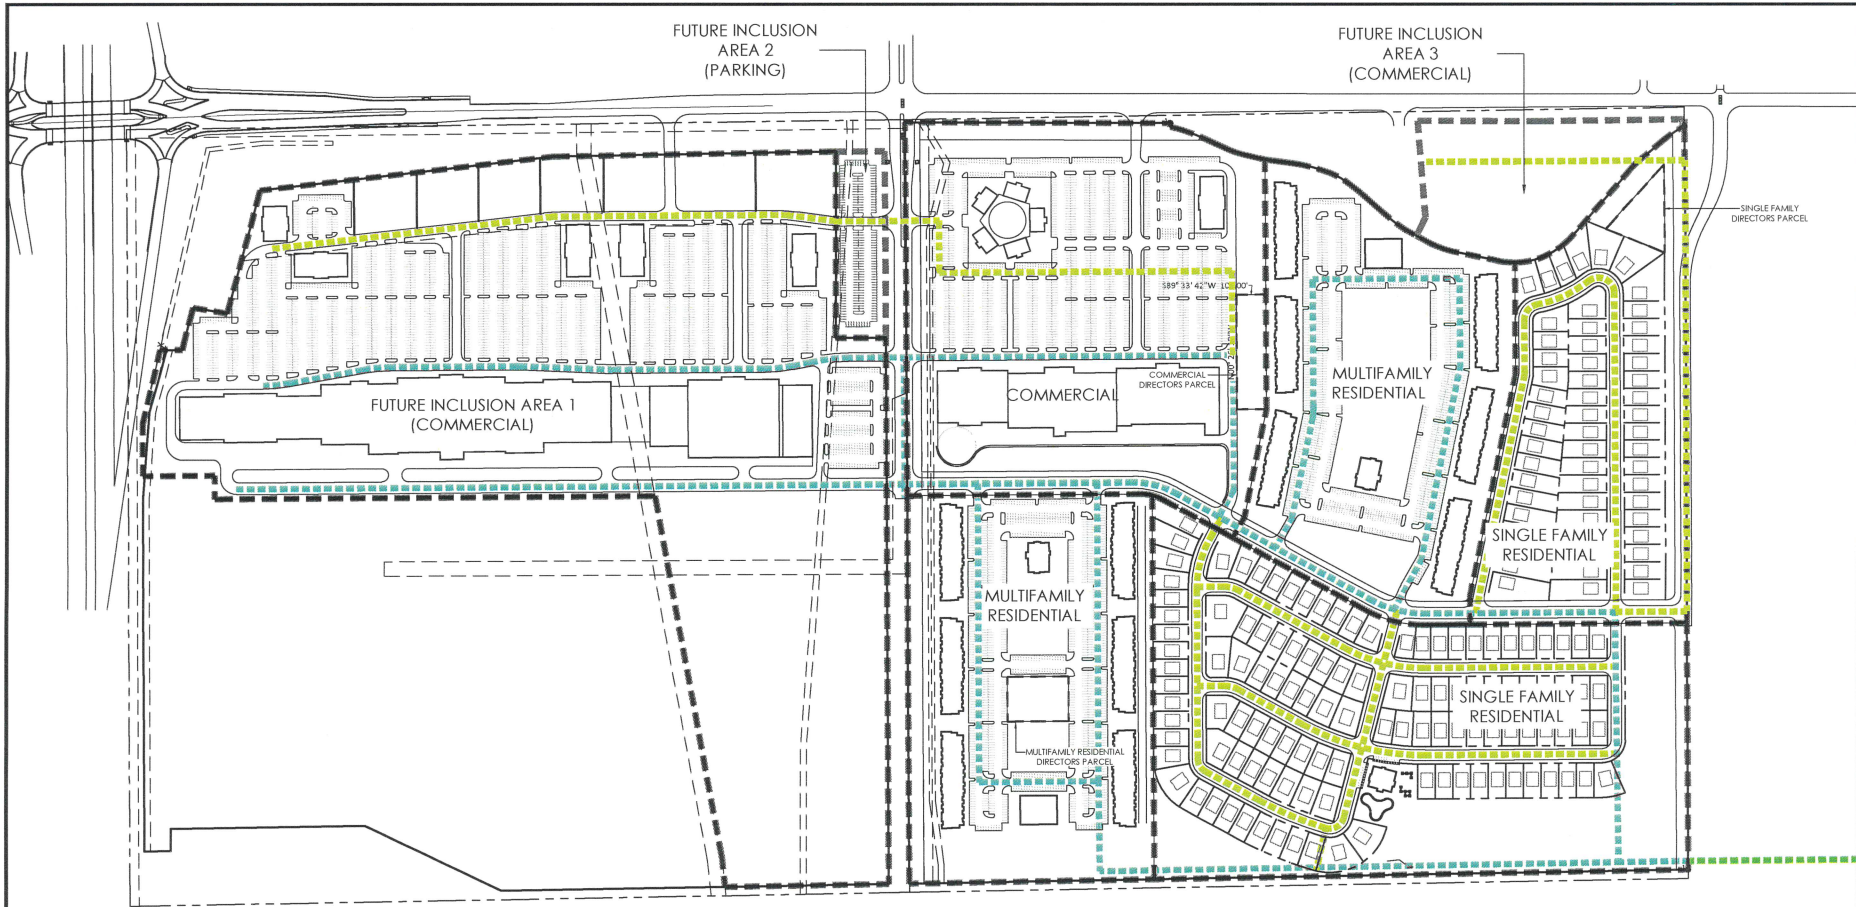 FUTURE INCLUSION
AREA 2
(PARKING)
FUTURE INCLUSION
AREA 3
(COMMERCIAL)
SINGLE FAMILY
DIRECTORS PARCEL
COMMERCIAL
DIRECTORS PARCEL
COMMERCIAL
MULTIFAMILY
RESIDENTIAL
FUTURE INCLUSION AREA 1
(COMMERCIAL)
SINGLE FAMILY
RESIDENTIAL
MULTIFAMILY
RESIDENTIAL
SINGLE FAMILY
RESIDENTIAL
MULTIFAMILY RESIDENTIAL
DIRECTORS PARCEL